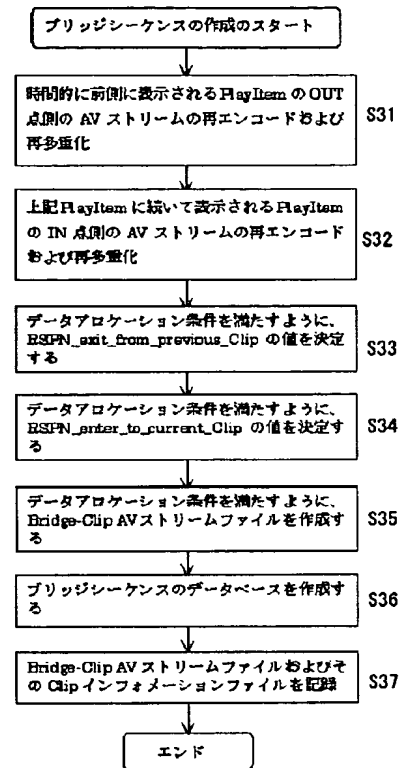 ブリッジシーケンスの作成のスタート
時間的に前側に表示されるPlayItemのOUT
点側のAVストリームの再エンコードおよび
再多重化
S31
上記PlayItemに続いて表示されるPlayItem
のIN点側のAVストリームの再エンコード
および再多重化
S32
データアロケーション条件を満たすように、
RSPN_exit_from_previous_Clipの値を決定
する
S33
データアロケーション条件を満たすように、
RSPN_enter_to_current_Clipの値を決定す
る
S34
データアロケーション条件を満たすように、
Bridge-Clip AVストリームファイルを作成す
る
S35
ブリッジシーケンスのデータベースを作成す
る
S36
Bridge-Clip AVストリームファイルおよびそ
のClipインフォメーションファイルを記録
S37
エンド